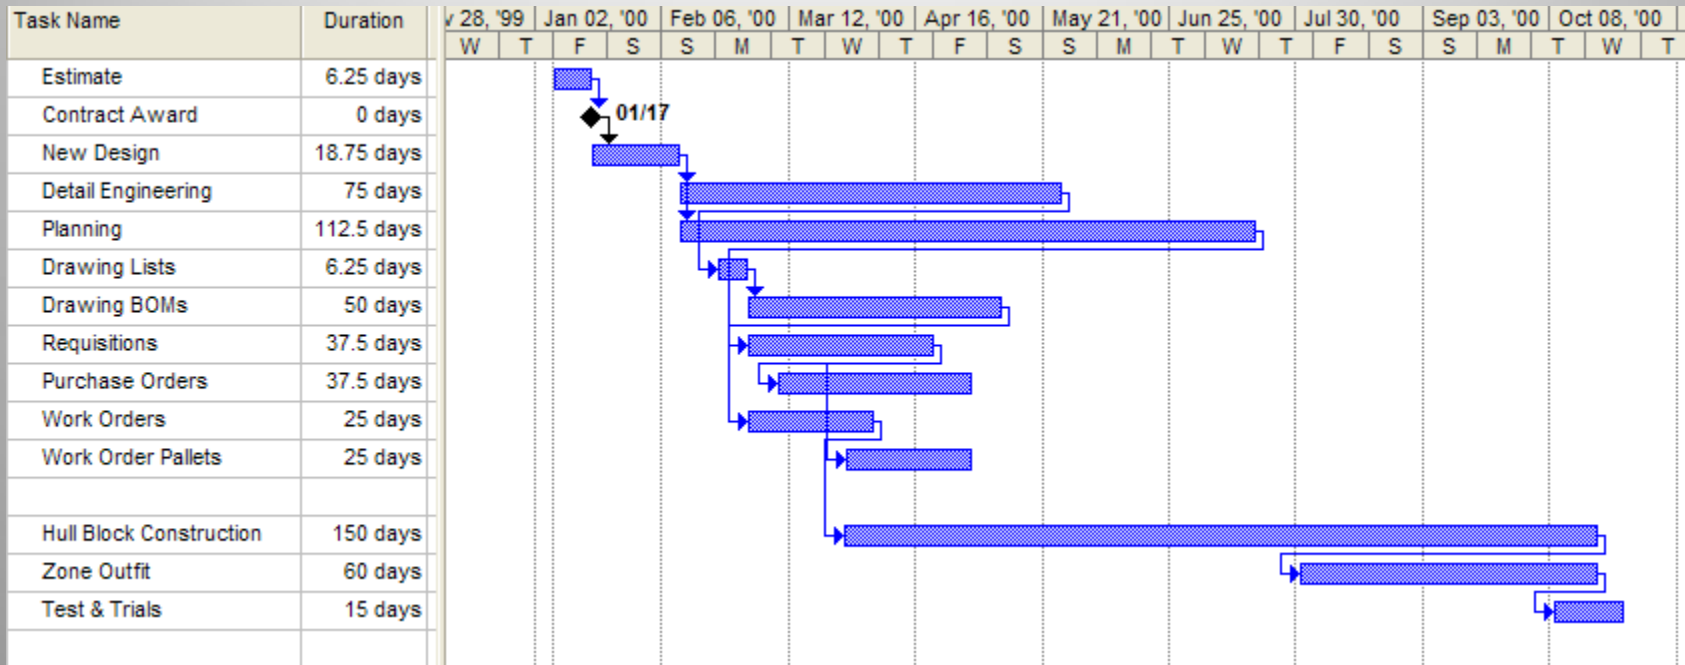 Task Name Duration v 28, '99 Jan 02, '00 Feb 06, '00 Mar 12, '00 Apr 16, '00 May 21, '00 Jun 25, '00 Jul 30, '00 Sep 03, '00 Oct 08, '00
W T F S S M T W T F S S M T W T F S S M T W T
Estimate 6.25 days
Contract Award 0 days 01/17
New Design 18.75 days
Detail Engineering 75 days
Planning 112.5 days
Drawing Lists 6.25 days
Drawing BOMs 50 days
Requisitions 37.5 days
Purchase Orders 37.5 days
Work Orders 25 days
Work Order Pallets 25 days
Hull Block Construction 150 days
Zone Outfit 60 days
Test & Trials 15 days